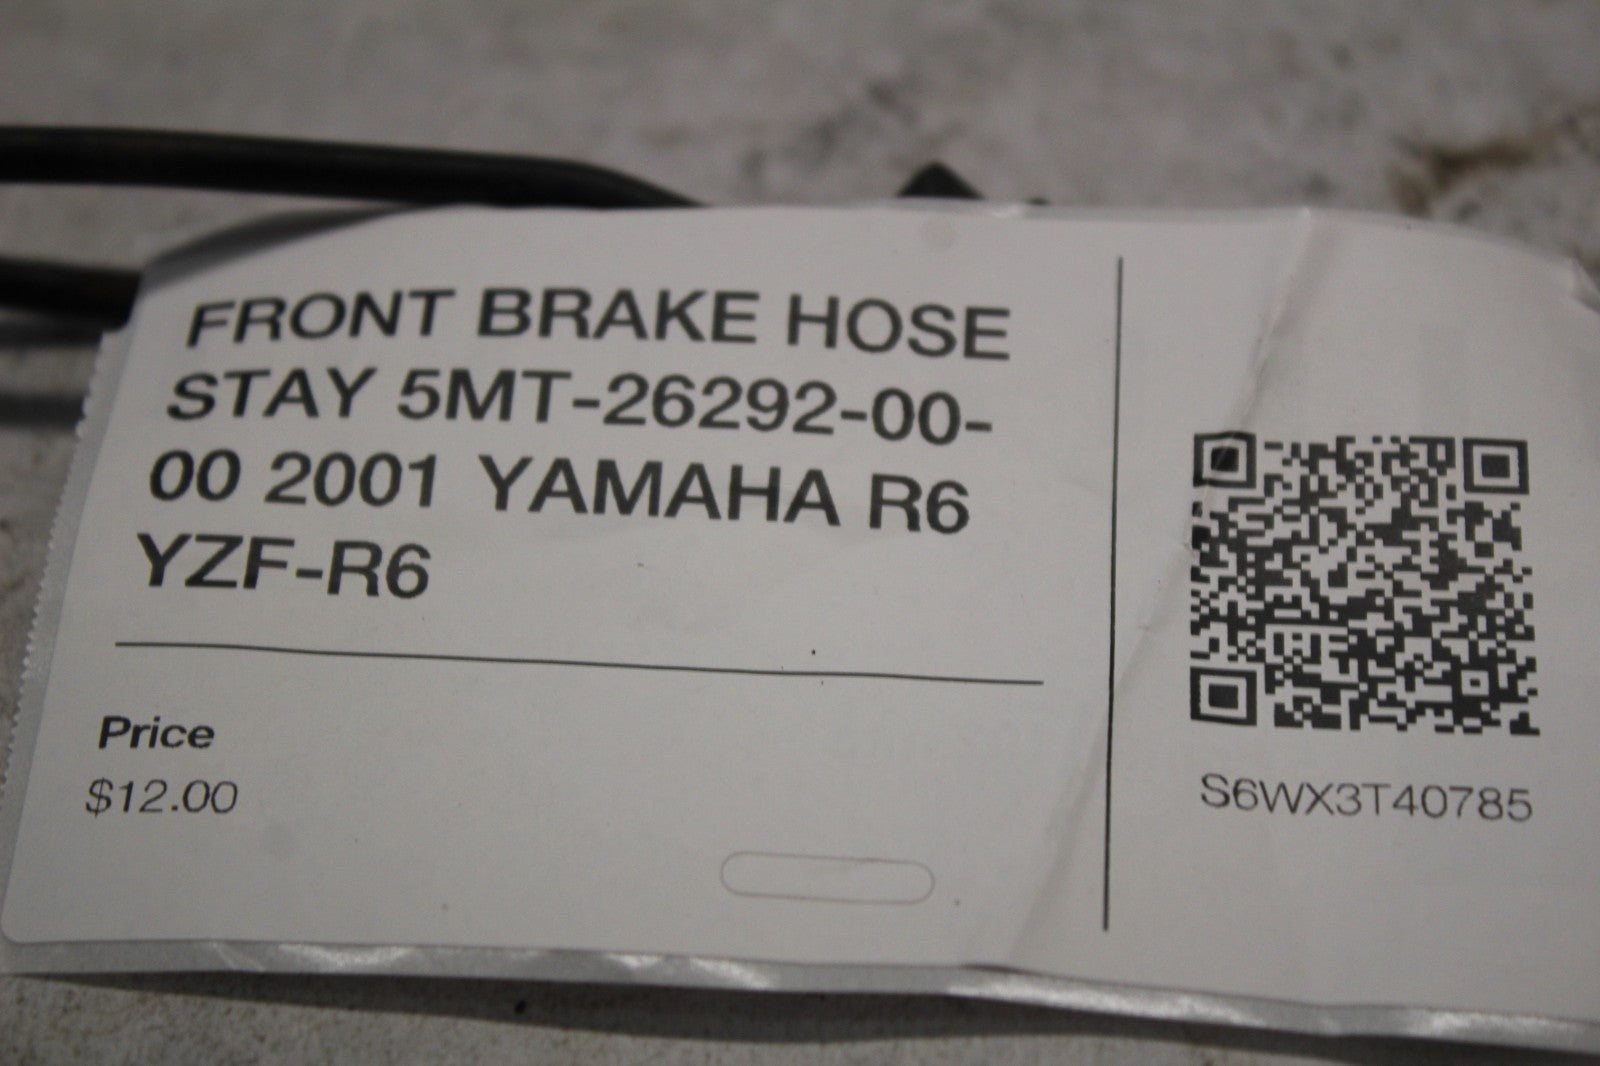 FRONT BRAKE HOSE
STAY 5MT-26292-00-
00 2001 YAMAHA R6
YZF-R6
Price
$12.00
S6WX3T40785